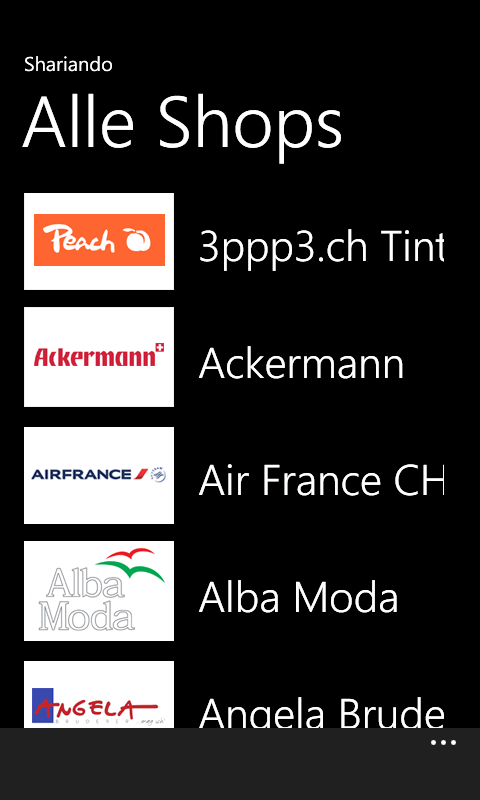 Shariando
Alle Shops
Peach
3ppp3.ch Tint
Ackermann
Ackermann
AIRFRANCE
Air France CH
Alba
Moda
Alba Moda
ANGELA
BRUDERER
Angela Brude